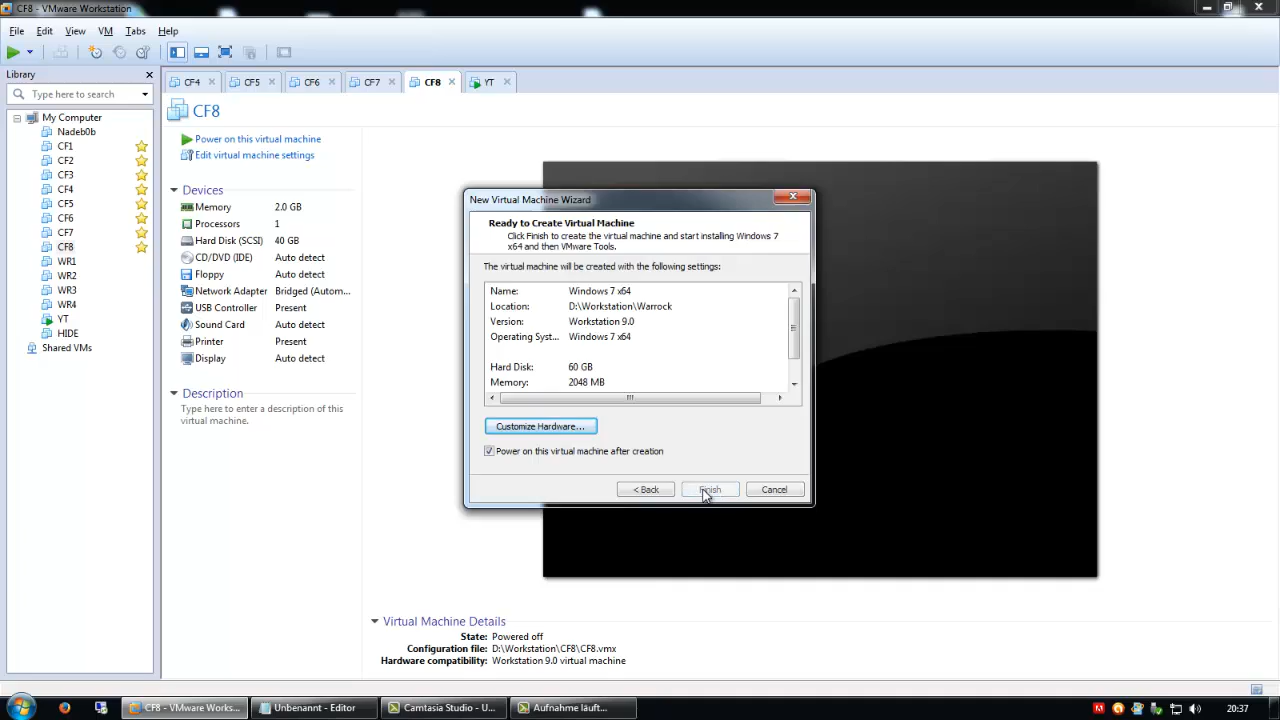 CF8 - VMware Workstation
File Edit View VM Tabs Help
Library
Type here to search
My Computer
Nadeb0b
CF1
CF2
CF3
CF4
CF5
CF6
CF7
CF8
WR1
WR2
WR3
WR4
YT
HIDE
Shared VMs
CF4 CF5 CF6 CF7 CF8 YT
CF8
Power on this virtual machine
Edit virtual machine settings
Devices
Memory 2.0 GB
Processors 1
Hard Disk (SCSI) 40 GB
CD/DVD (IDE) Auto detect
Floppy Auto detect
Network Adapter Bridged (Autom...
USB Controller Present
Sound Card Auto detect
Printer Present
Display Auto detect
Description
Type here to enter a description of this
virtual machine.
New Virtual Machine Wizard
Ready to Create Virtual Machine
Click Finish to create the virtual machine and start installing Windows 7
x64 and then VMware Tools.
The virtual machine will be created with the following settings:
Name: Windows 7 x64
Location: D:\Workstation\Warrock
Version: Workstation 9.0
Operating Syst... Windows 7 x64
Hard Disk: 60 GB
Memory: 2048 MB
Customize Hardware...
Power on this virtual machine after creation
< Back Finish Cancel
Virtual Machine Details
State: Powered off
Configuration file: D:\Workstation\CF8\CF8.vmx
Hardware compatibility: Workstation 9.0 virtual machine
CF8 - VMware Works... Unbenannt - Editor Camtasia Studio - U... Aufnahme läuft... 20:37